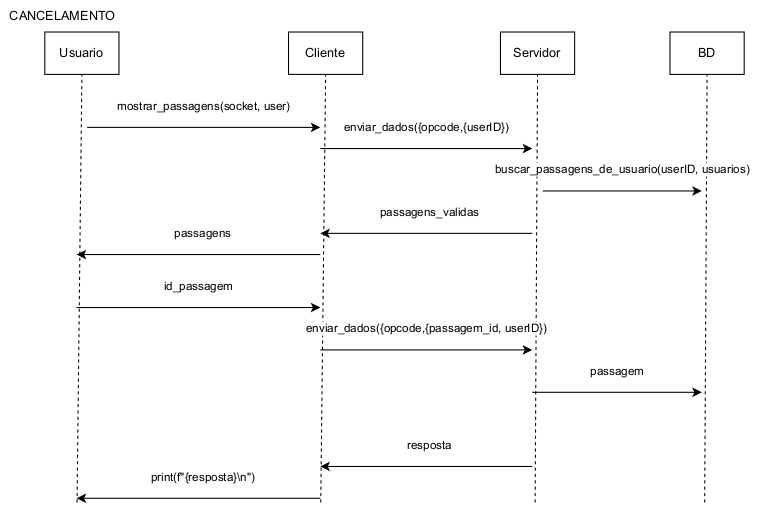 CANCELAMENTO
Usuario
Cliente
Servidor
BD
mostrar_passagens(socket, user)
enviar_dados({opcode,{userID})
buscar_passagens_de_usuario(userID, usuarios)
passagens_validas
passagens
id_passagem
enviar_dados({opcode,{passagem_id, userID})
passagem
resposta
print(f"{resposta}\n")